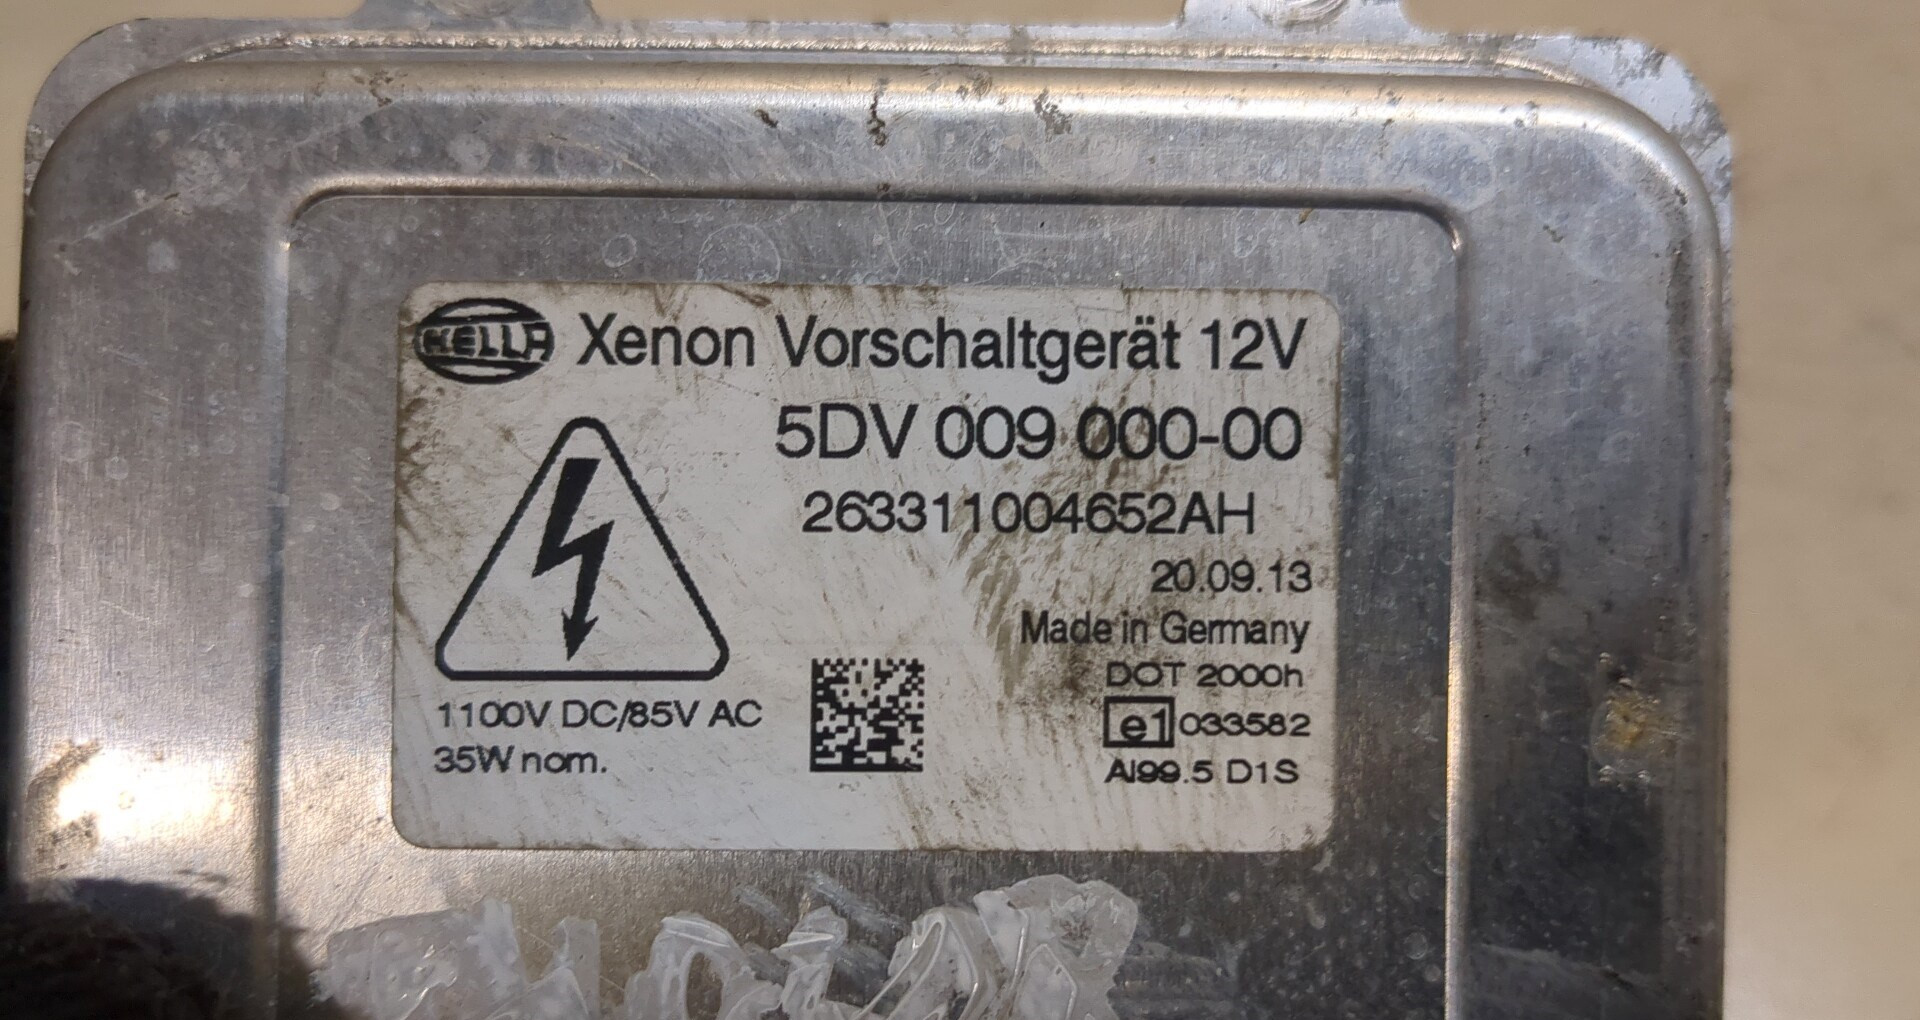 HELLA Xenon Vorschaltgerät 12V
5DV 009 000-00
263311004652AH
20.09.13
Made in Germany
DOT 2000h
e1 033582
Al99.5 D1S
1100V DC/85V AC
35W nom.